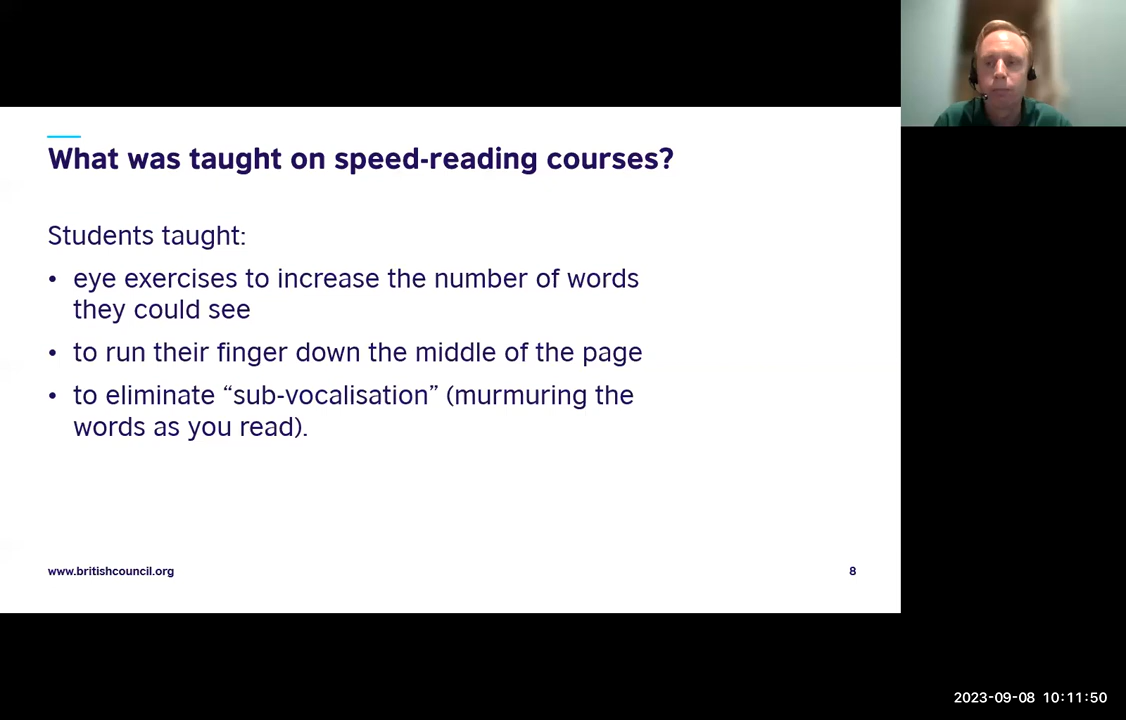 What was taught on speed-reading courses?
Students taught:
• eye exercises to increase the number of words
they could see
• to run their finger down the middle of the page
• to eliminate “sub-vocalisation” (murmuring the
words as you read).
www.britishcouncil.org
8
2023-09-08 10:11:50